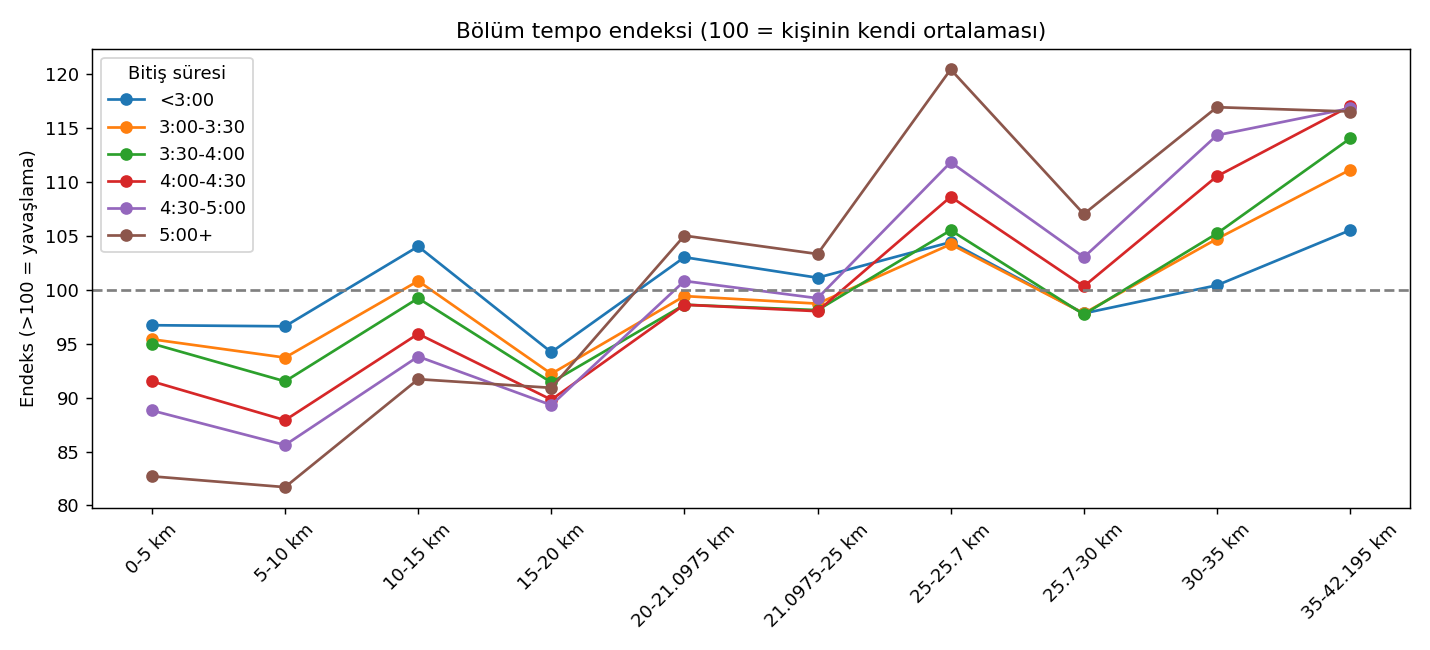 Bölüm tempo endeksi (100 = kişinin kendi ortalaması)
Endeks (>100 = yavaşlama)
120
115
110
105
100
95
90
85
80
Bitiş süresi
<3:00
3:00-3:30
3:30-4:00
4:00-4:30
4:30-5:00
5:00+
0-5 km
5-10 km
10-15 km
15-20 km
20-21.0975 km
21.0975-25 km
25-25.7 km
25.7-30 km
30-35 km
35-42.195 km